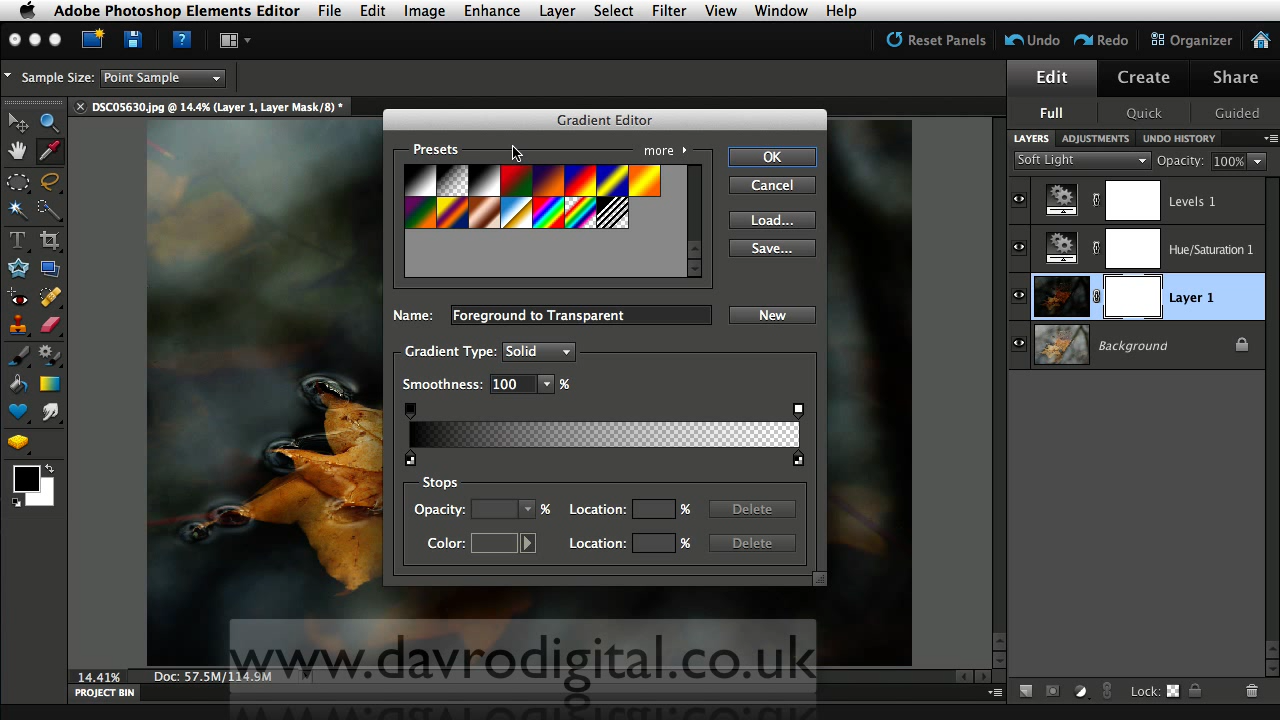 Adobe Photoshop Elements Editor File Edit Image Enhance Layer Select Filter View Window Help
Reset Panels Undo Redo Organizer
Sample Size: Point Sample
Edit Create Share
DSC05630.jpg @ 14.4% (Layer 1, Layer Mask/8) *
Full Quick Guided
Gradient Editor
LAYERS ADJUSTMENTS UNDO HISTORY
Presets more
OK
Soft Light Opacity: 100%
Cancel
Levels 1
Load...
Save...
Hue/Saturation 1
Layer 1
Name: Foreground to Transparent New
Background
Gradient Type: Solid
Smoothness: 100 %
Stops
Opacity: % Location: % Delete
Color: Location: % Delete
www.davrodigital.co.uk
14.41% Doc: 57.5M/114.9M
PROJECT BIN
Lock: